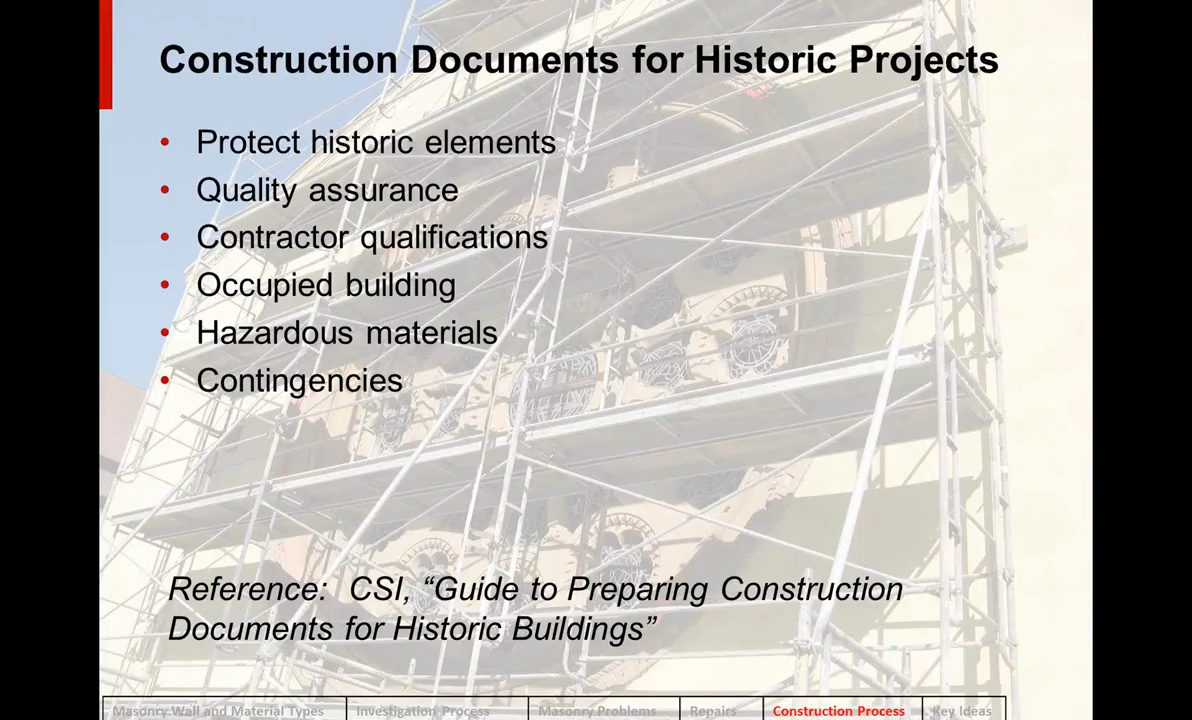 Construction Documents for Historic Projects
• Protect historic elements
• Quality assurance
• Contractor qualifications
• Occupied building
• Hazardous materials
• Contingencies
Reference: CSI, “Guide to Preparing Construction
Documents for Historic Buildings”
Masonry Wall and Material Types Investigation Process Masonry Problems Repairs Construction Process Key Ideas